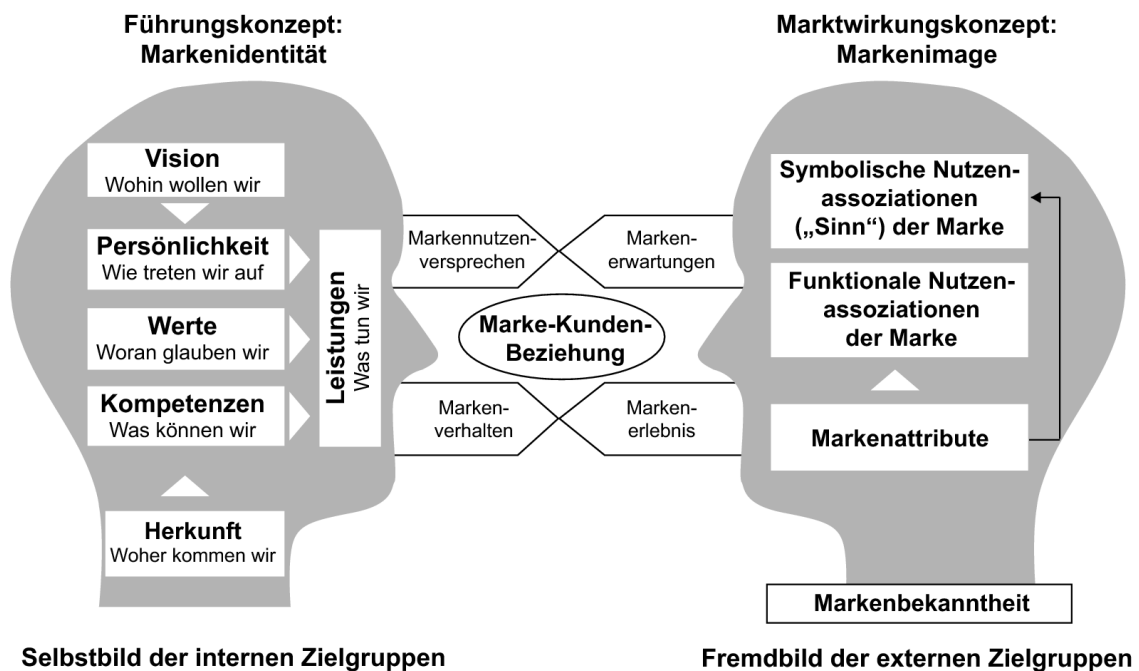 Führungskonzept:
Markenidentität
Vision
Wohin wollen wir
Persönlichkeit
Wie treten wir auf
Werte
Woran glauben wir
Kompetenzen
Was können wir
Herkunft
Woher kommen wir
Leistungen
Was tun wir
Selbstbild der internen Zielgruppen
Markennutzen-
versprechen
Marken-
erwartungen
Marke-Kunden-
Beziehung
Marken-
verhalten
Marken-
erlebnis
Marktwirkungskonzept:
Markenimage
Symbolische Nutzen-
assoziationen
(„Sinn“) der Marke
Funktionale Nutzen-
assoziationen
der Marke
Markenattribute
Markenbekanntheit
Fremdbild der externen Zielgruppen